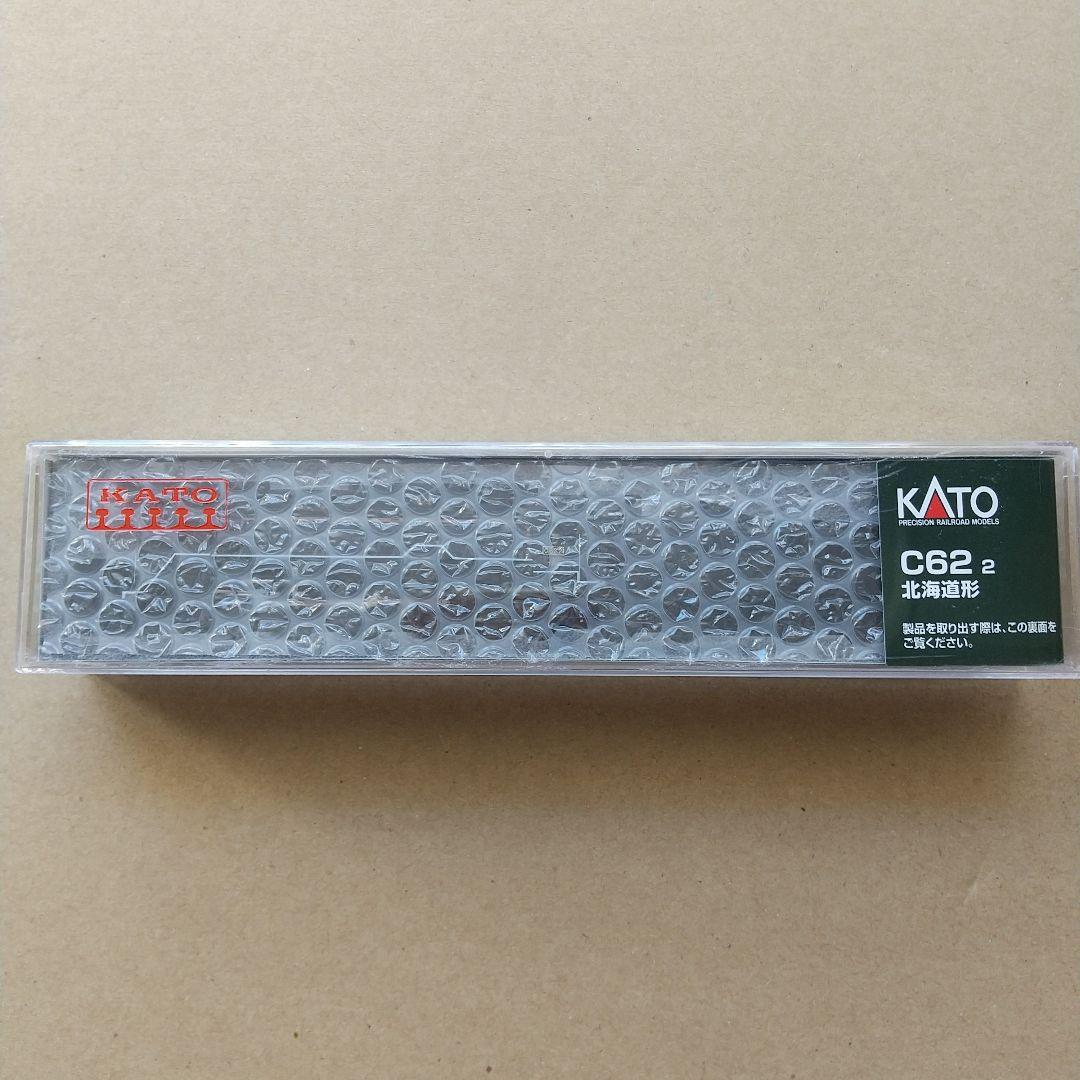 KATO
KATO
PRECISION RAILROAD MODELS
C62 2
北海道形
製品を取り出す際は、この裏面を
ご覧ください。